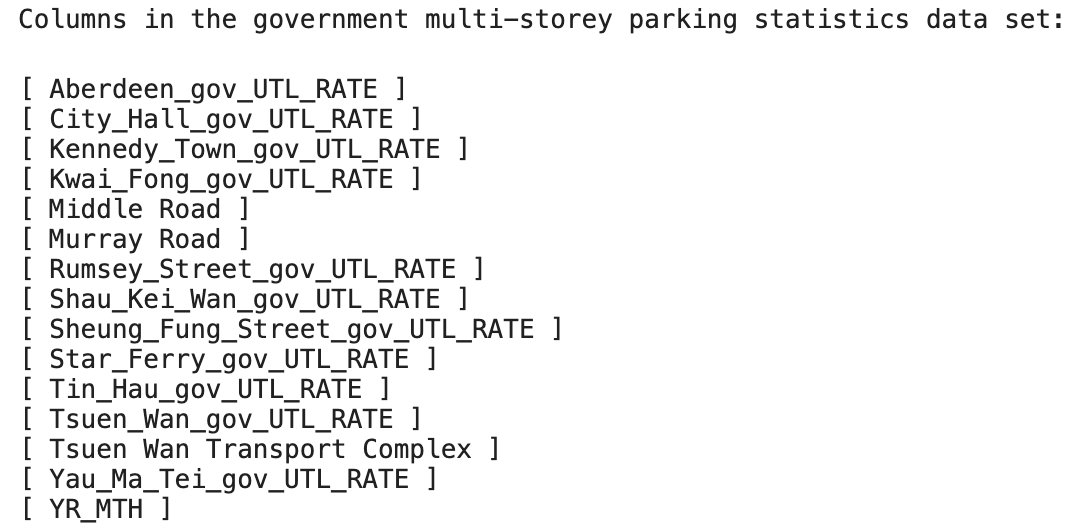 Columns in the government multi-storey parking statistics data set:
[ Aberdeen_gov_UTL_RATE ]
[ City_Hall_gov_UTL_RATE ]
[ Kennedy_Town_gov_UTL_RATE ]
[ Kwai_Fong_gov_UTL_RATE ]
[ Middle Road ]
[ Murray Road ]
[ Rumsey_Street_gov_UTL_RATE ]
[ Shau_Kei_Wan_gov_UTL_RATE ]
[ Sheung_Fung_Street_gov_UTL_RATE ]
[ Star_Ferry_gov_UTL_RATE ]
[ Tin_Hau_gov_UTL_RATE ]
[ Tsuen_Wan_gov_UTL_RATE ]
[ Tsuen Wan Transport Complex ]
[ Yau_Ma_Tei_gov_UTL_RATE ]
[ YR_MTH ]